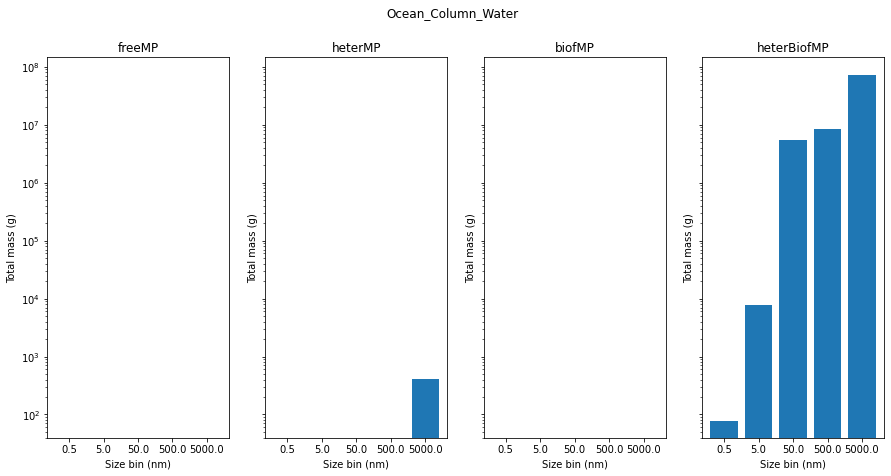 Ocean_Column_Water
freeMP
heterMP
biofMP
heterBiofMP
Total mass (g)
10⁸
10⁷
10⁶
10⁵
10⁴
10³
10²
0.5 5.0 50.0 500.0 5000.0
Size bin (nm)
Total mass (g)
0.5 5.0 50.0 500.0 5000.0
Size bin (nm)
Total mass (g)
0.5 5.0 50.0 500.0 5000.0
Size bin (nm)
Total mass (g)
0.5 5.0 50.0 500.0 5000.0
Size bin (nm)